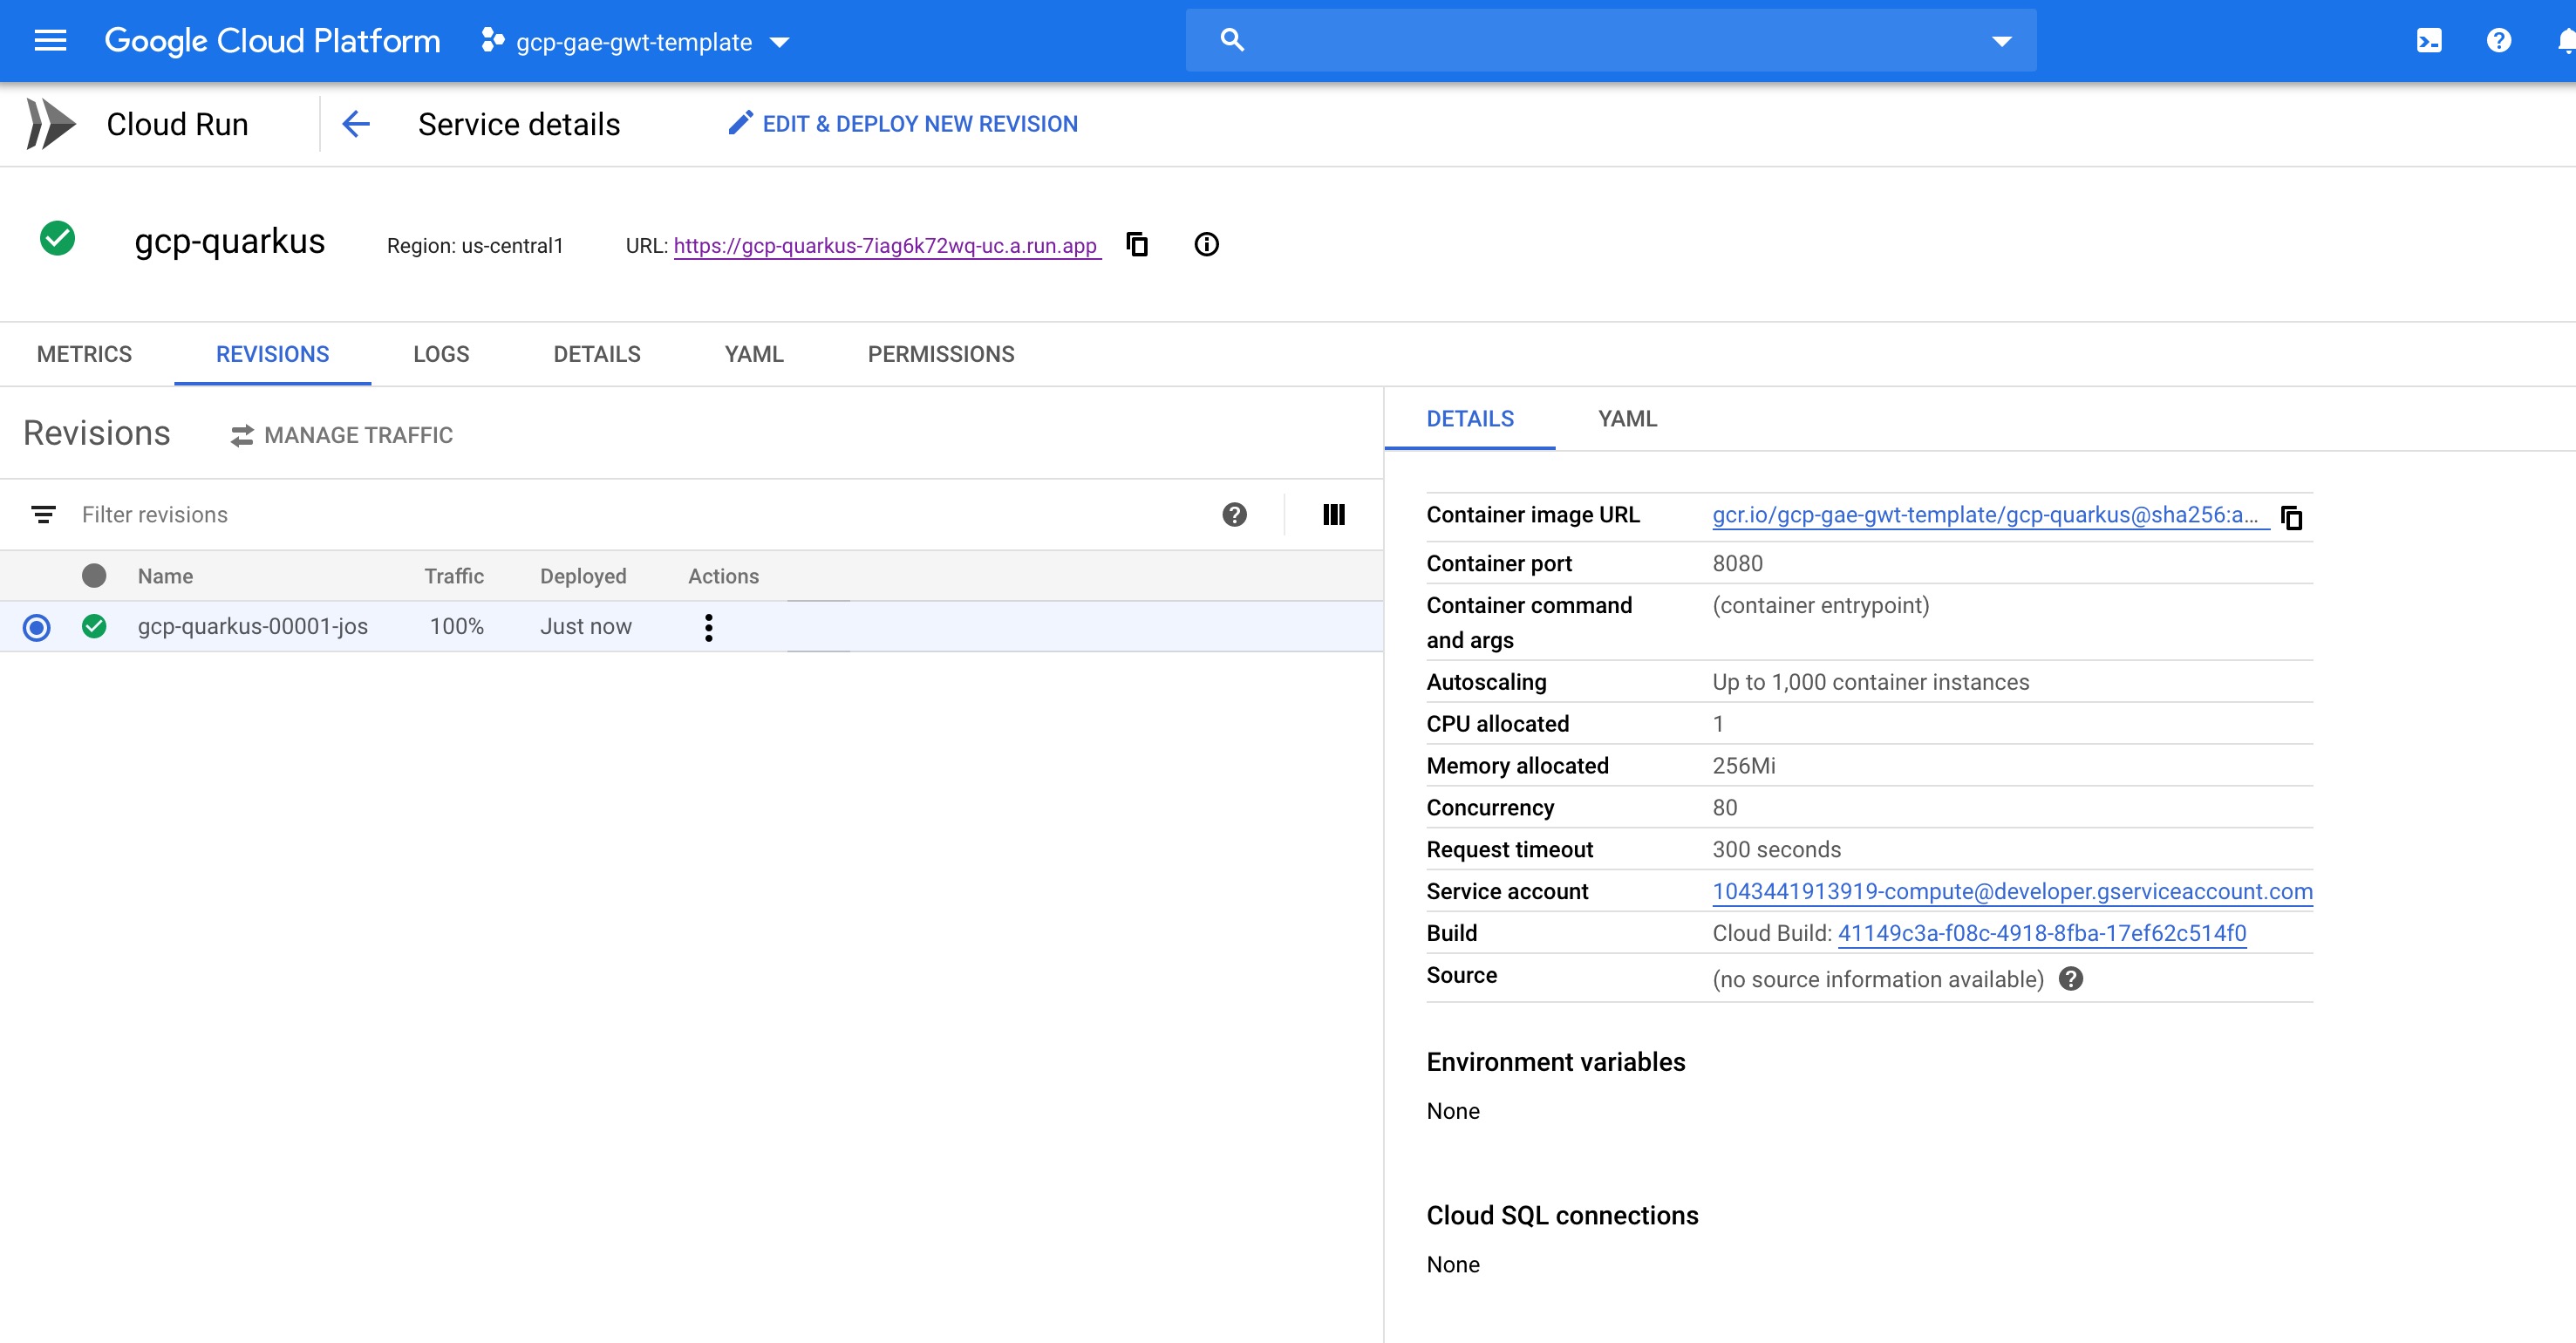 Google Cloud Platform
gcp-gae-gwt-template
Cloud Run
Service details
EDIT & DEPLOY NEW REVISION
gcp-quarkus
Region: us-central1
URL: https://gcp-quarkus-7iag6k72wq-uc.a.run.app
METRICS
REVISIONS
LOGS
DETAILS
YAML
PERMISSIONS
Revisions
MANAGE TRAFFIC
Filter revisions
Name Traffic Deployed Actions
gcp-quarkus-00001-jos 100% Just now
DETAILS
YAML
Container image URL gcr.io/gcp-gae-gwt-template/gcp-quarkus@sha256:a...
Container port 8080
Container command (container entrypoint)
and args
Autoscaling Up to 1,000 container instances
CPU allocated 1
Memory allocated 256Mi
Concurrency 80
Request timeout 300 seconds
Service account 1043441913919-compute@developer.gserviceaccount.com
Build Cloud Build: 41149c3a-f08c-4918-8fba-17ef62c514f0
Source (no source information available)
Environment variables
None
Cloud SQL connections
None